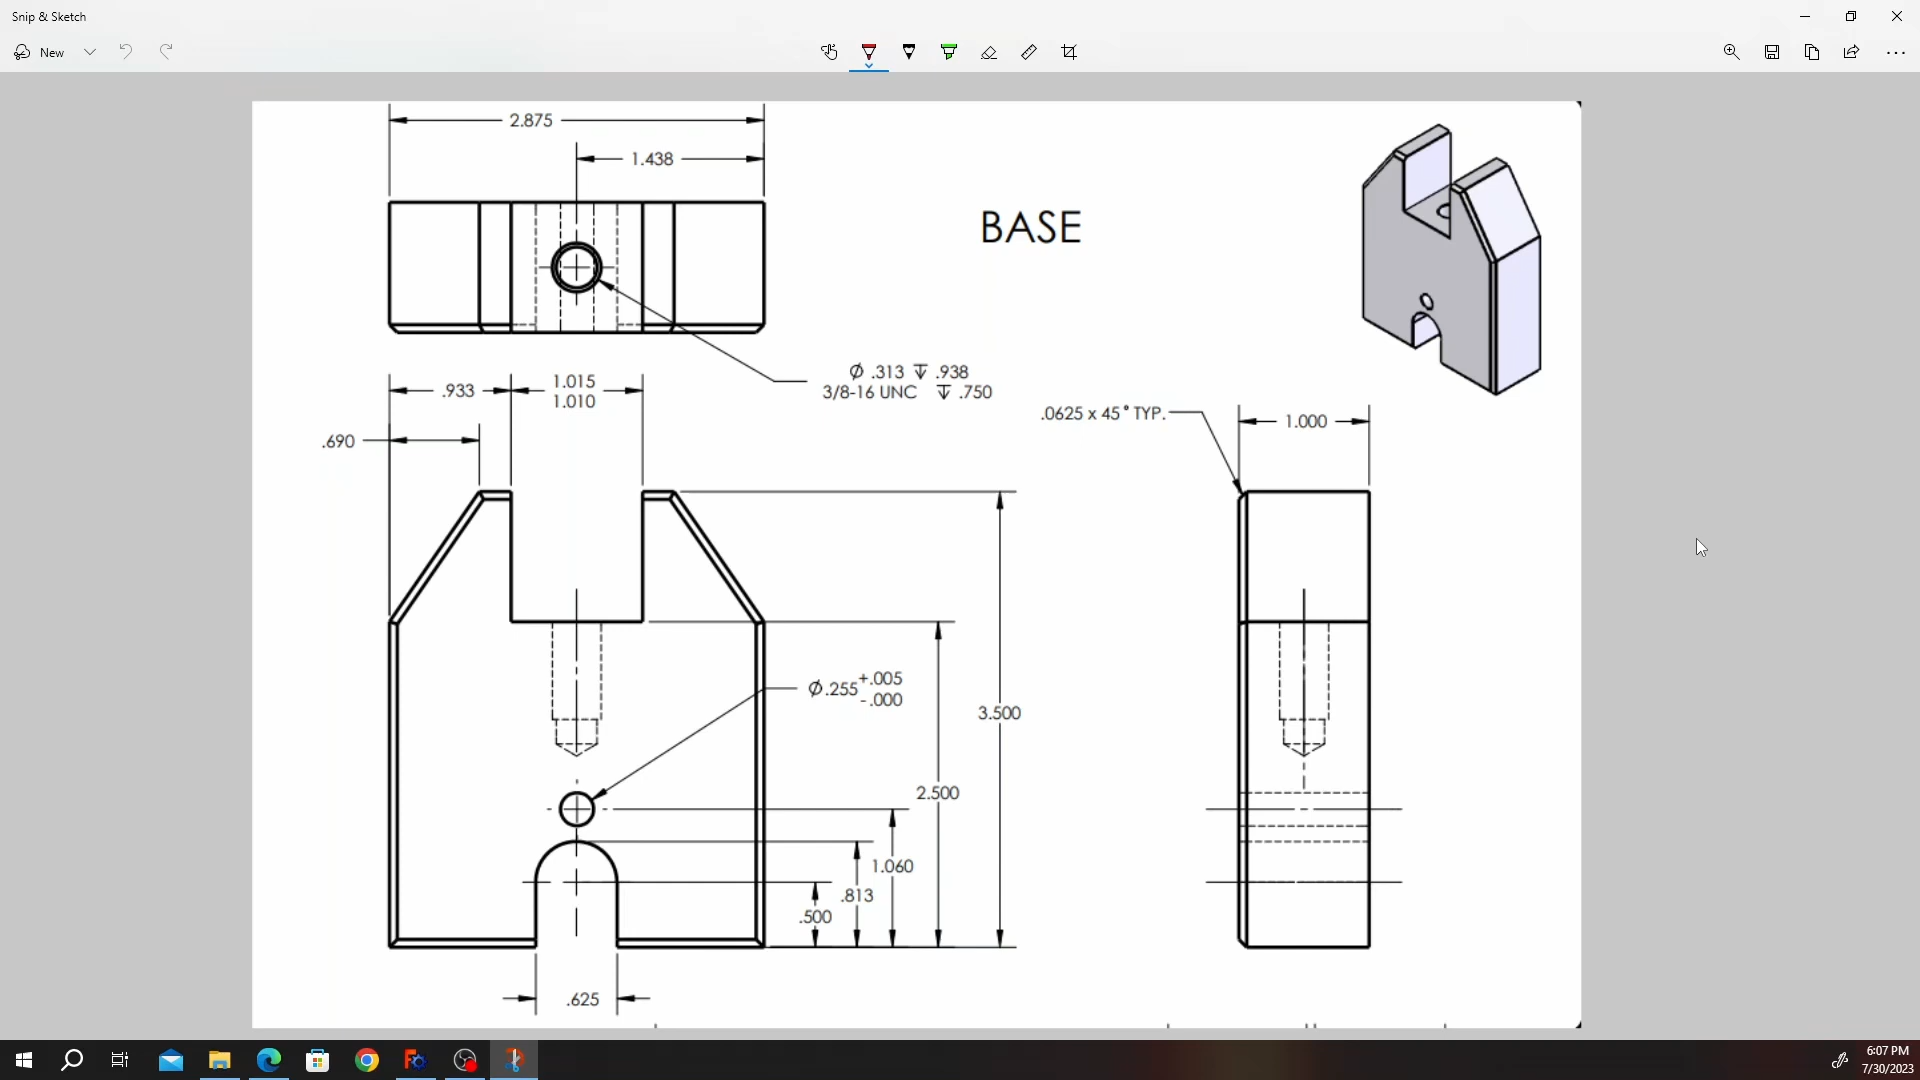 Snip & Sketch
New
2.875
1.438
BASE
Ø .313 ↧ .938
3/8-16 UNC ↧ .750
.933
1.015
1.010
.0625 x 45° TYP.
1.000
.690
Ø.255 +.005
-.000
3.500
2.500
1.060
.813
.500
.625
6:07 PM
7/30/2023